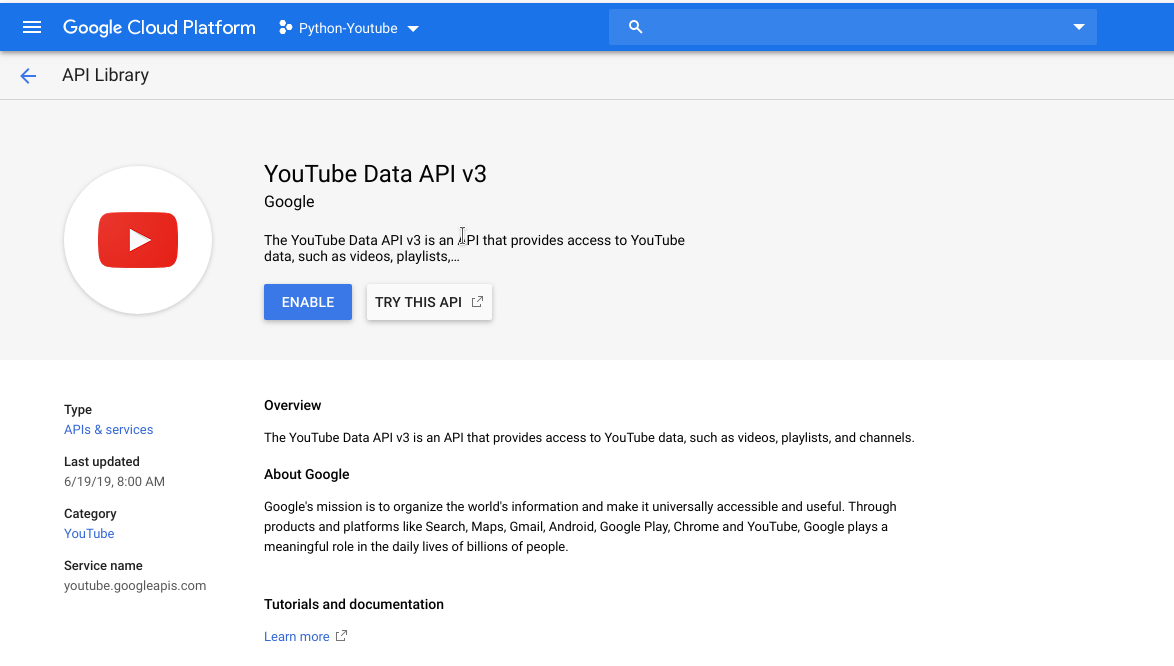 Google Cloud Platform
Python-Youtube
API Library
YouTube Data API v3
Google
The YouTube Data API v3 is an API that provides access to YouTube
data, such as videos, playlists,...
ENABLE
TRY THIS API
Type
APIs & services
Last updated
6/19/19, 8:00 AM
Category
YouTube
Service name
youtube.googleapis.com
Overview
The YouTube Data API v3 is an API that provides access to YouTube data, such as videos, playlists, and channels.
About Google
Google's mission is to organize the world's information and make it universally accessible and useful. Through
products and platforms like Search, Maps, Gmail, Android, Google Play, Chrome and YouTube, Google plays a
meaningful role in the daily lives of billions of people.
Tutorials and documentation
Learn more